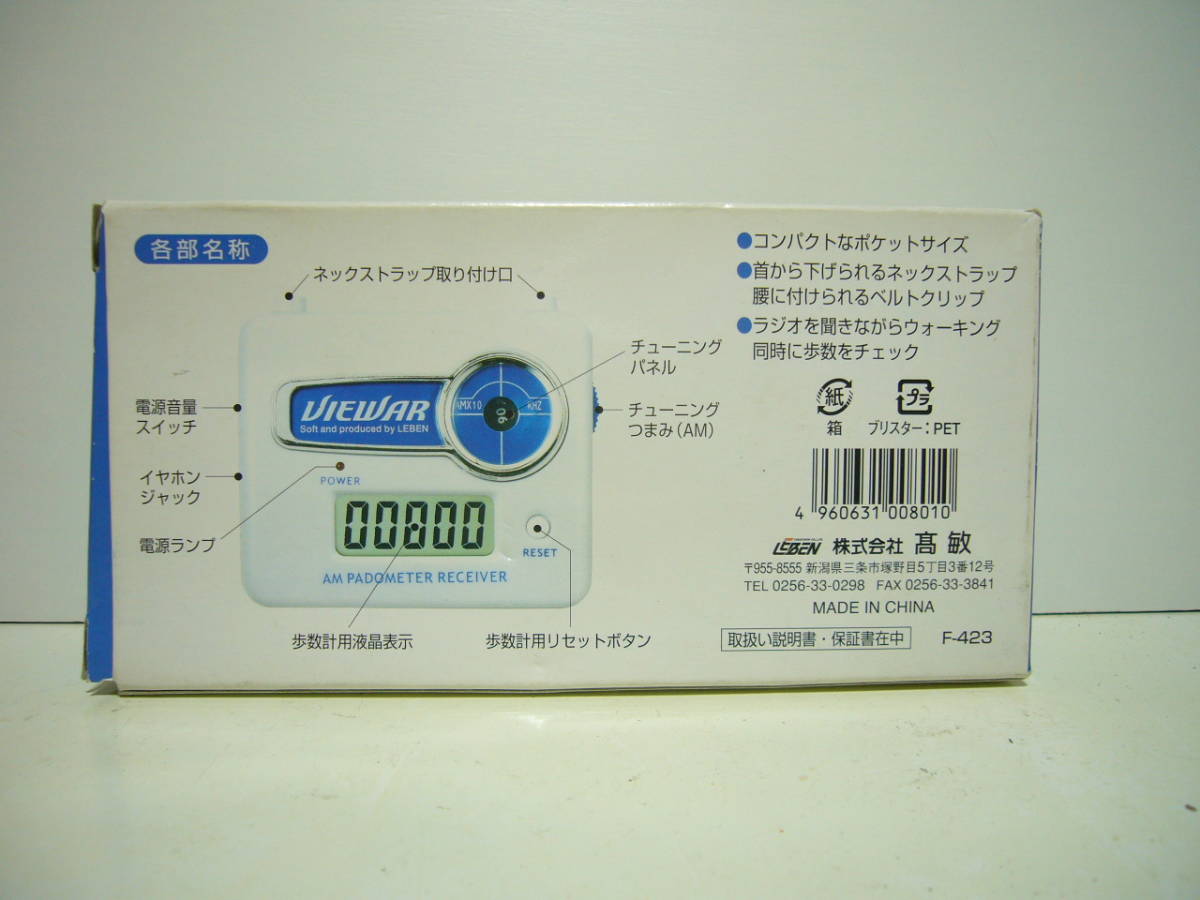 各部名称
ネックストラップ取り付け口
チューニング
パネル
チューニング
つまみ（AM）
電源音量
スイッチ
イヤホン
ジャック
電源ランプ
VIEWAR
Soft and produced by LEBEN
AMX10
90
KHZ
POWER
00800
RESET
AM PADOMETER RECEIVER
歩数計用液晶表示
歩数計用リセットボタン
●コンパクトなポケットサイズ
●首から下げられるネックストラップ
腰に付けられるベルトクリップ
●ラジオを聞きながらウォーキング
同時に歩数をチェック
紙
箱
プラ
ブリスター：PET
4 960631 008010
LEBEN 株式会社 髙敏
〒955-8555 新潟県三条市塚野目5丁目3番12号
TEL 0256-33-0298 FAX 0256-33-3841
MADE IN CHINA
取扱い説明書・保証書在中
F-423